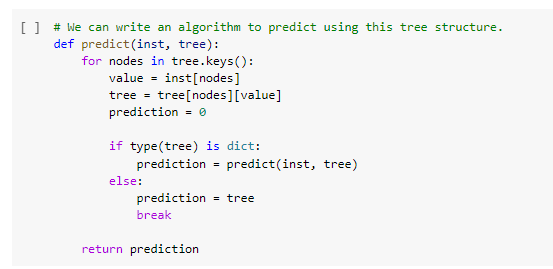 [ ] # We can write an algorithm to predict using this tree structure.
def predict(inst, tree):
    for nodes in tree.keys():
        value = inst[nodes]
        tree = tree[nodes][value]
        prediction = 0

        if type(tree) is dict:
            prediction = predict(inst, tree)
        else:
            prediction = tree
            break

    return prediction